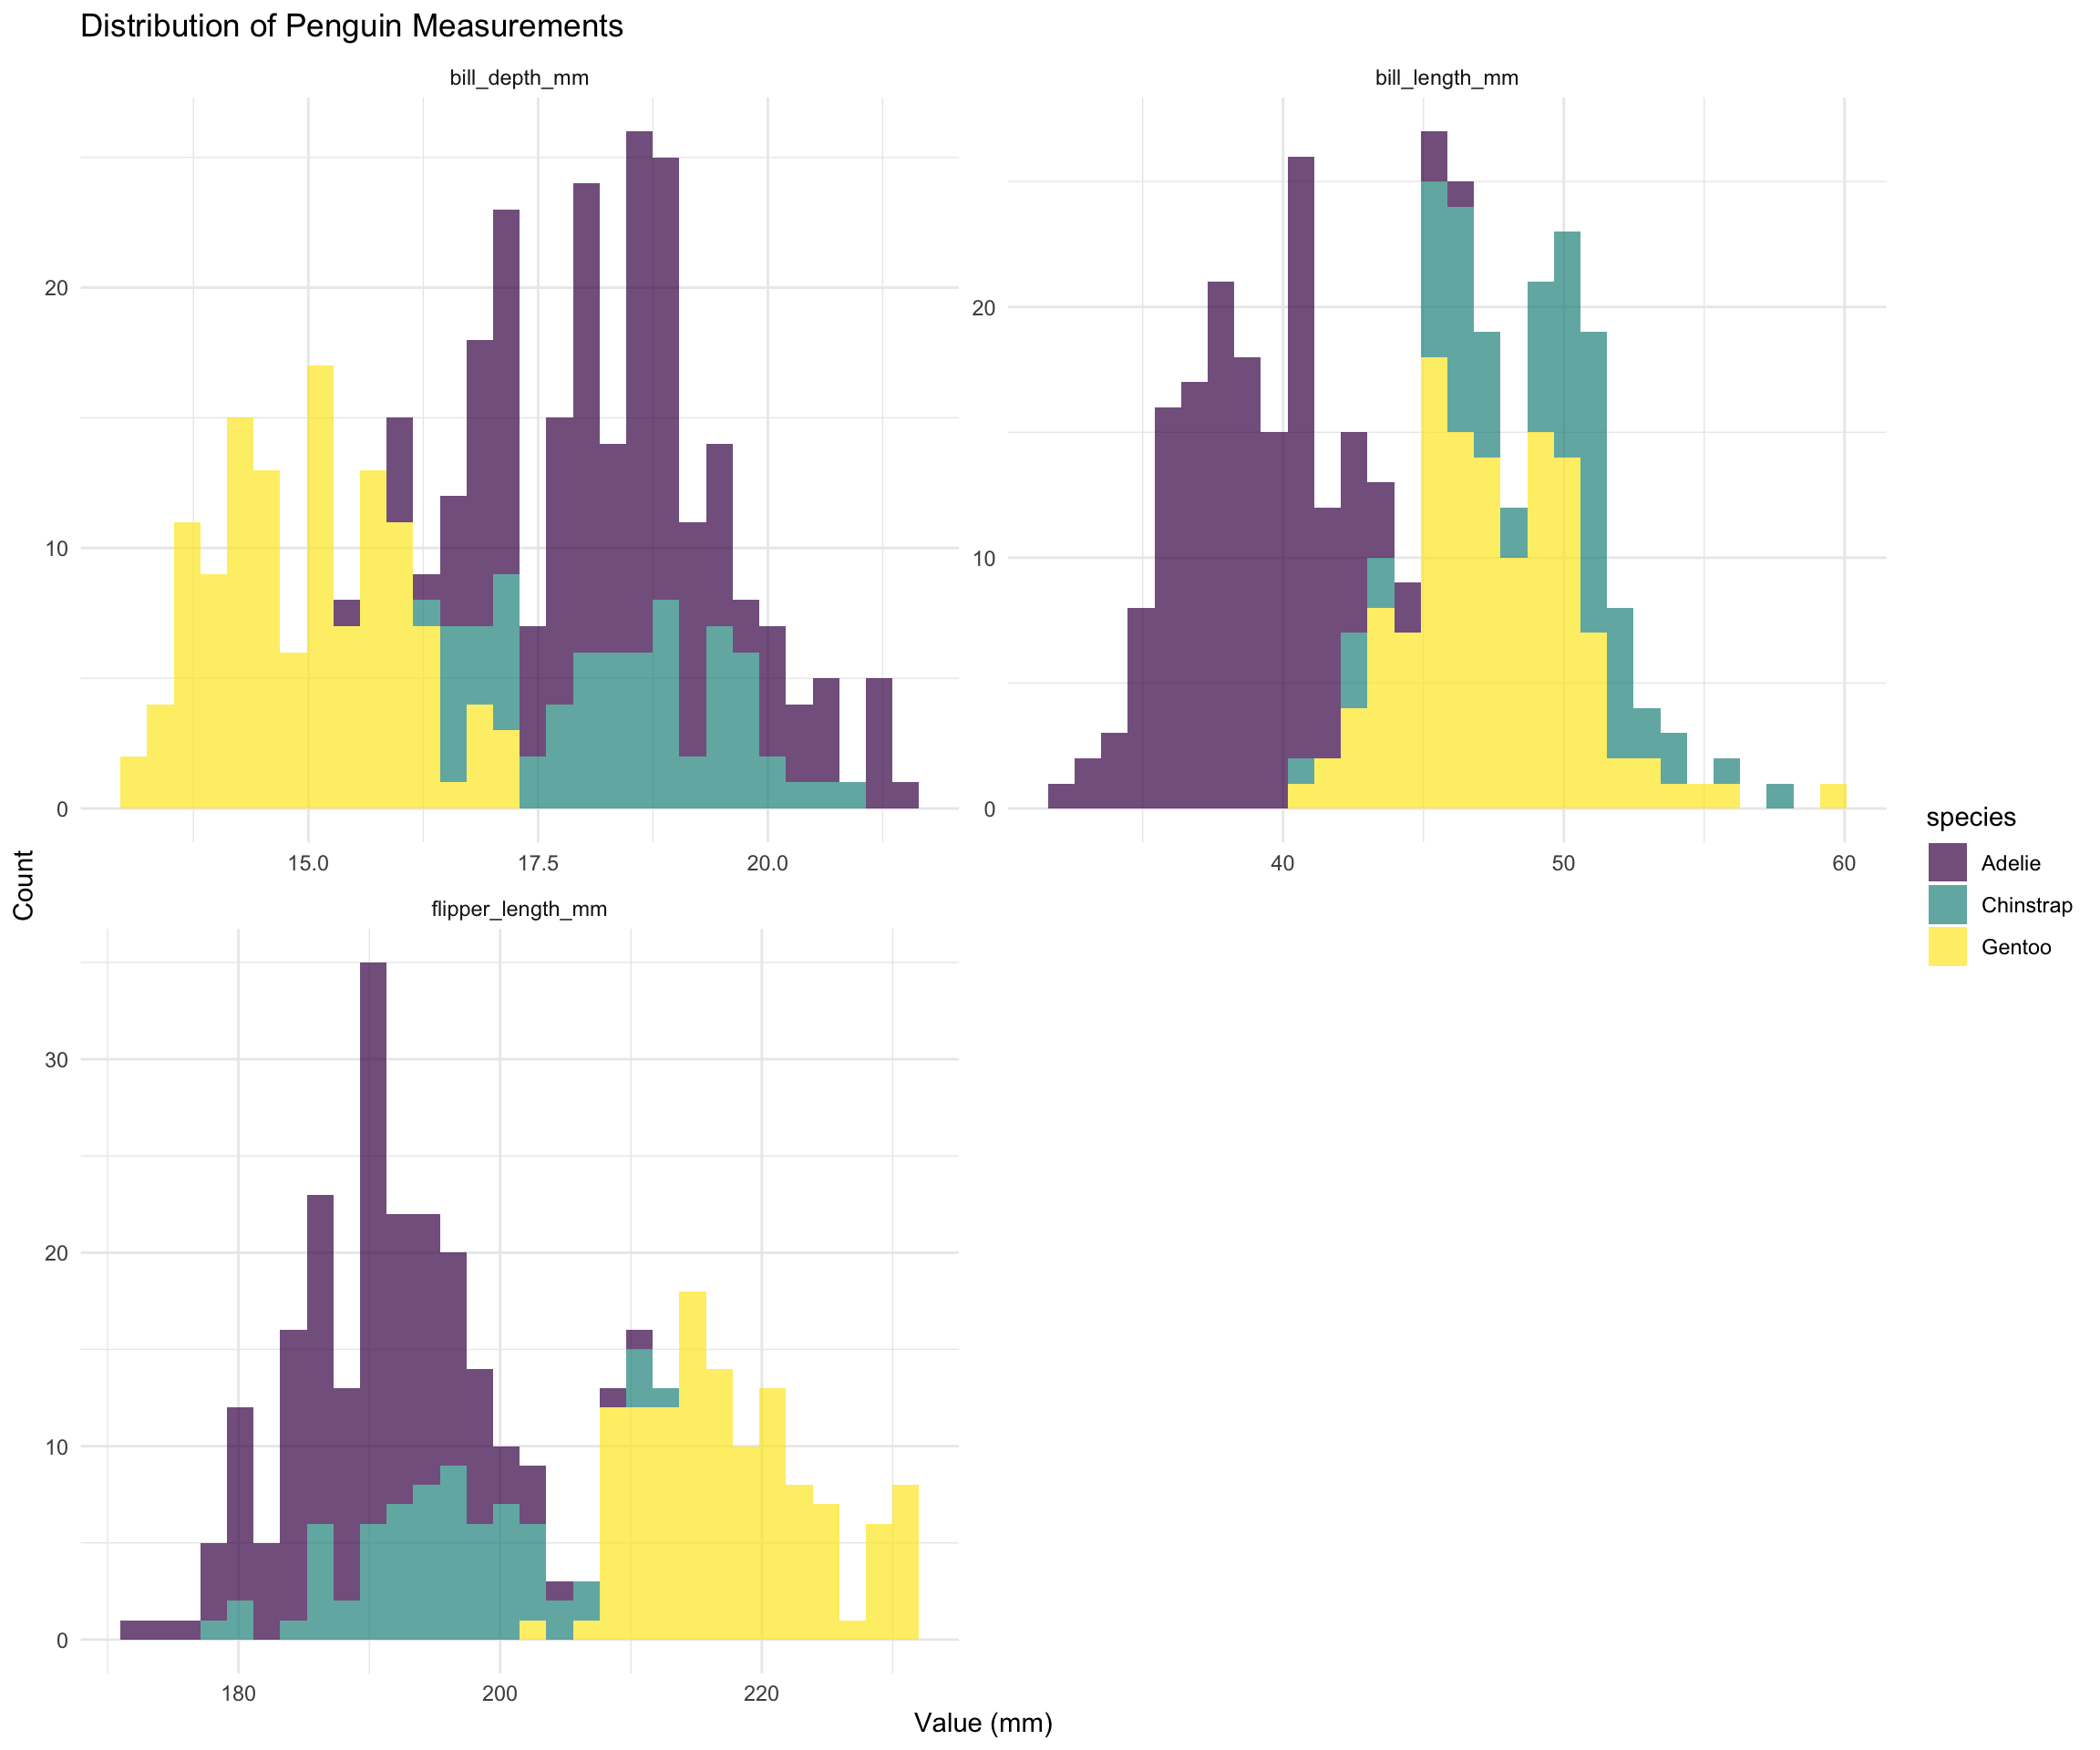 Distribution of Penguin Measurements
bill_depth_mm
20
10
0
15.0 17.5 20.0
bill_length_mm
20
10
0
40 50 60
flipper_length_mm
30
20
10
0
180 200 220
Count
Value (mm)
species
Adelie
Chinstrap
Gentoo